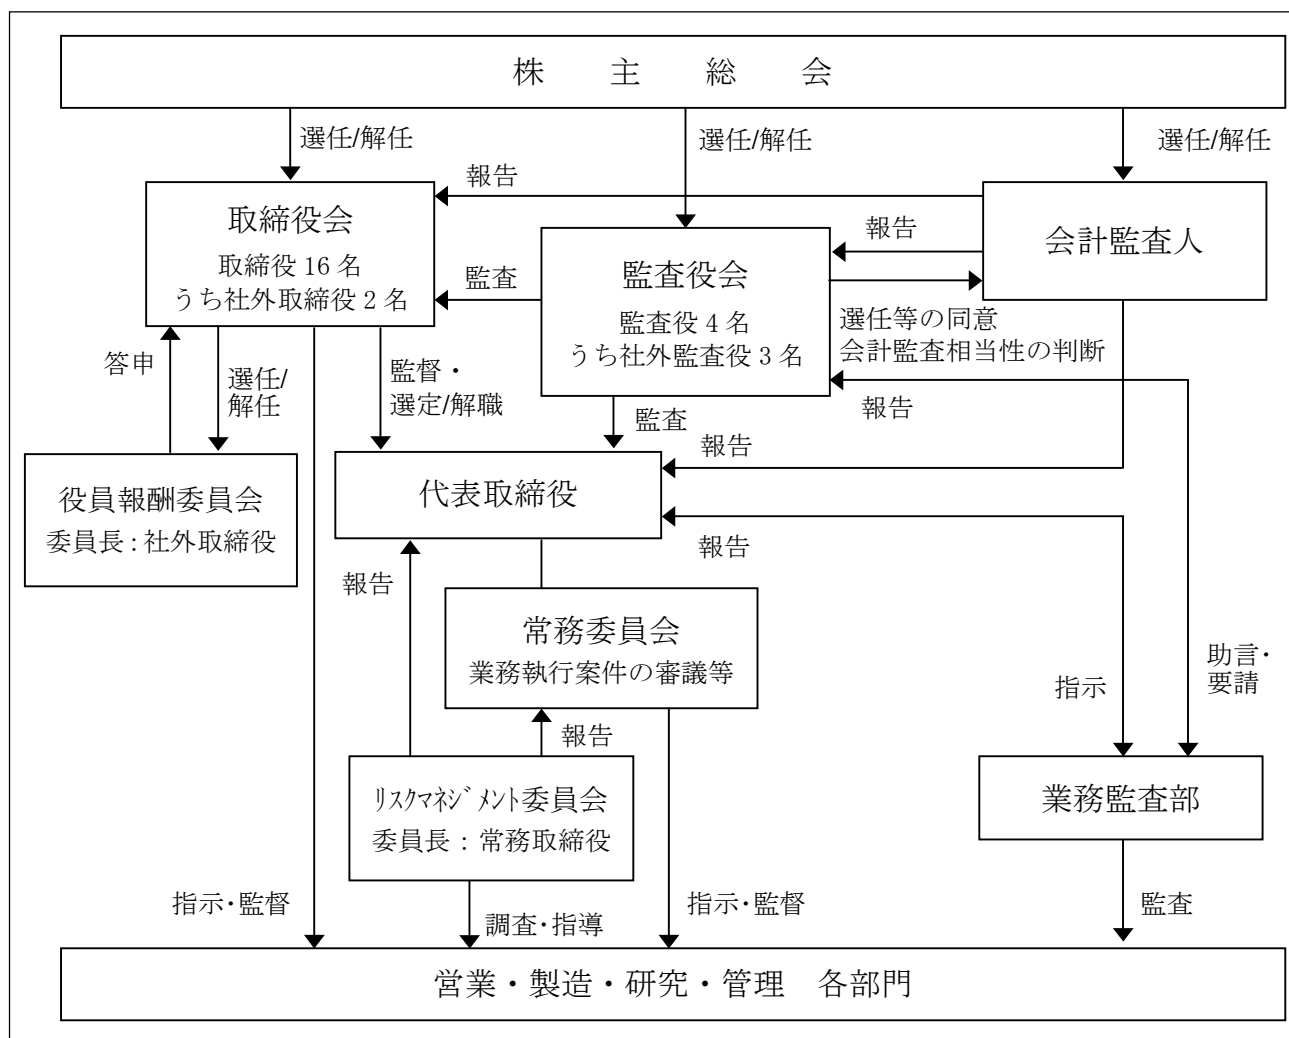 株主総会
選任/解任
選任/解任
選任/解任
報告
取締役会
取締役 16 名
うち社外取締役 2 名
監査
監査役会
監査役 4 名
うち社外監査役 3 名
報告
会計監査人
選任等の同意
会計監査相当性の判断
報告
答申
選任/
解任
監督・
選定/解職
監査
報告
役員報酬委員会
委員長:社外取締役
代表取締役
報告
報告
常務委員会
業務執行案件の審議等
指示
助言・
要請
報告
リスクマネジメント委員会
委員長:常務取締役
業務監査部
指示・監督
調査・指導
指示・監督
監査
営業・製造・研究・管理 各部門